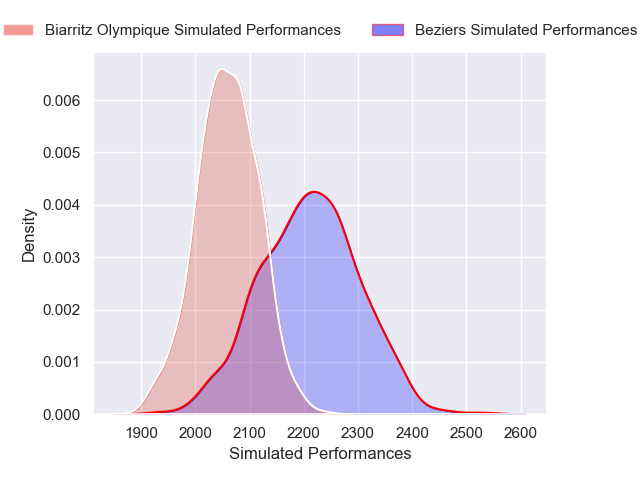 Biarritz Olympique Simulated Performances Beziers Simulated Performances
0.006
0.005
0.004
0.003
0.002
0.001
0.000
Density
1900 2000 2100 2200 2300 2400 2500 2600
Simulated Performances